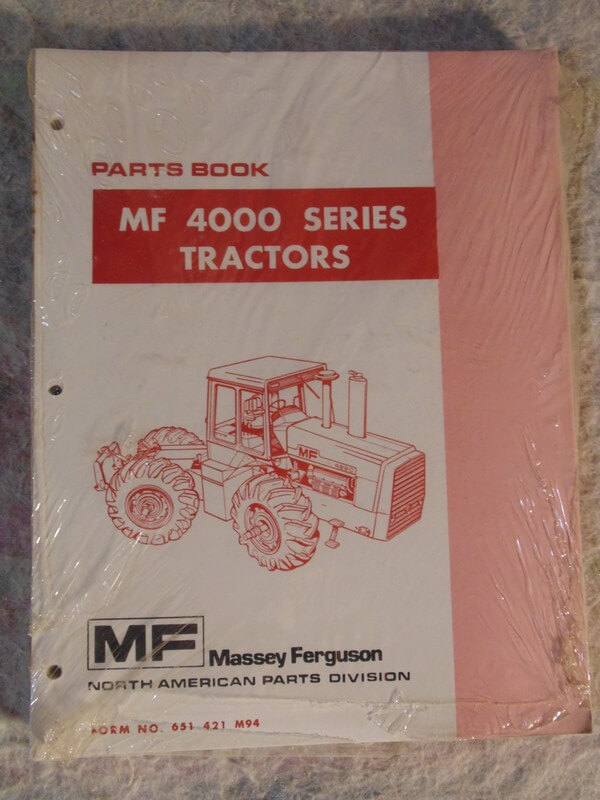 PARTS BOOK
MF 4000 SERIES
TRACTORS
MF
MF
Massey Ferguson
NORTH AMERICAN PARTS DIVISION
FORM NO. 651 421 M94